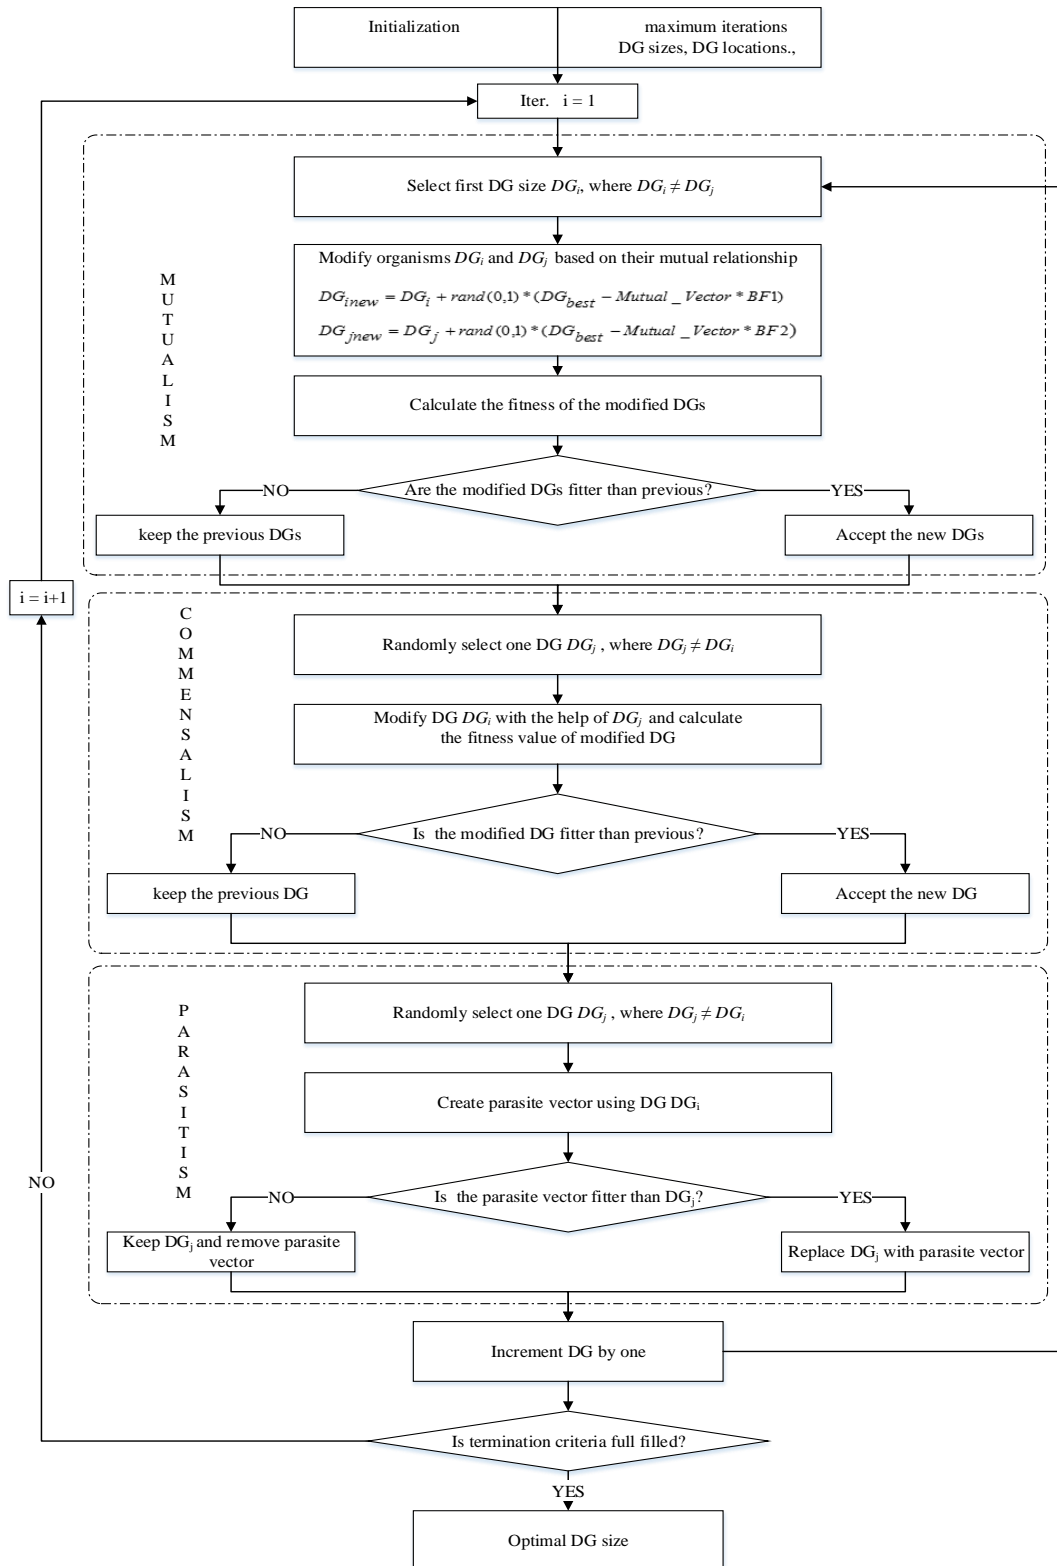 Initialization
maximum iterations
DG sizes, DG locations.,
Iter. i = 1
Select first DG size DGi, where DGi ≠ DGj
Modify organisms DGi and DGj based on their mutual relationship
DGinew = DGi + rand(0,1) * (DGbest − Mutual _ Vector * BF1)
DGjnew = DGj + rand(0,1) * (DGbest − Mutual _ Vector * BF2)
MUTUALISM
Calculate the fitness of the modified DGs
Are the modified DGs fitter than previous?
NO
YES
keep the previous DGs
Accept the new DGs
i = i+1
COMMENSALISM
Randomly select one DG DGj , where DGj ≠ DGi
Modify DG DGi with the help of DGj and calculate
the fitness value of modified DG
Is the modified DG fitter than previous?
NO
YES
keep the previous DG
Accept the new DG
PARASITISM
Randomly select one DG DGj , where DGj ≠ DGi
Create parasite vector using DG DGi
Is the parasite vector fitter than DGj?
NO
NO
YES
Keep DGj and remove parasite
vector
Replace DGj with parasite vector
Increment DG by one
Is termination criteria full filled?
YES
Optimal DG size